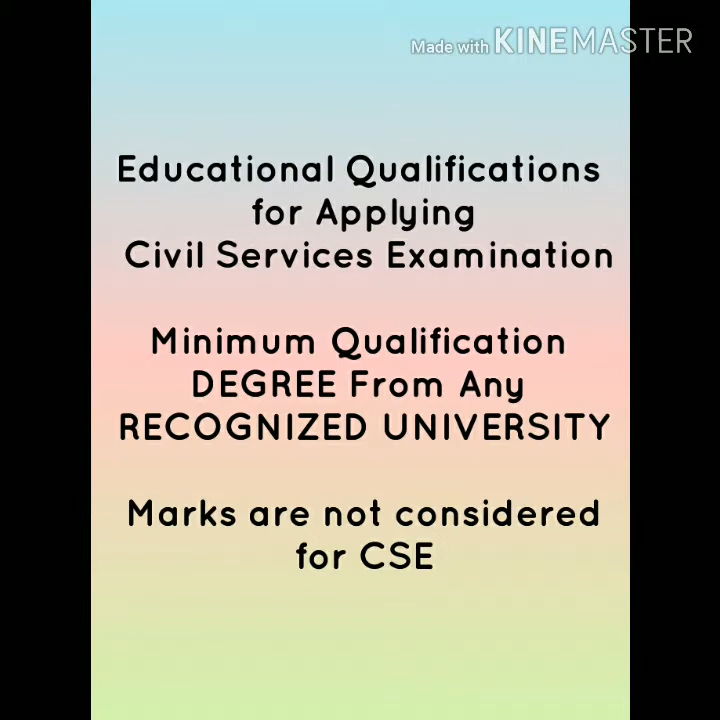 Made with KINEMASTER
Educational Qualifications
for Applying
Civil Services Examination
Minimum Qualification
DEGREE From Any
RECOGNIZED UNIVERSITY
Marks are not considered
for CSE